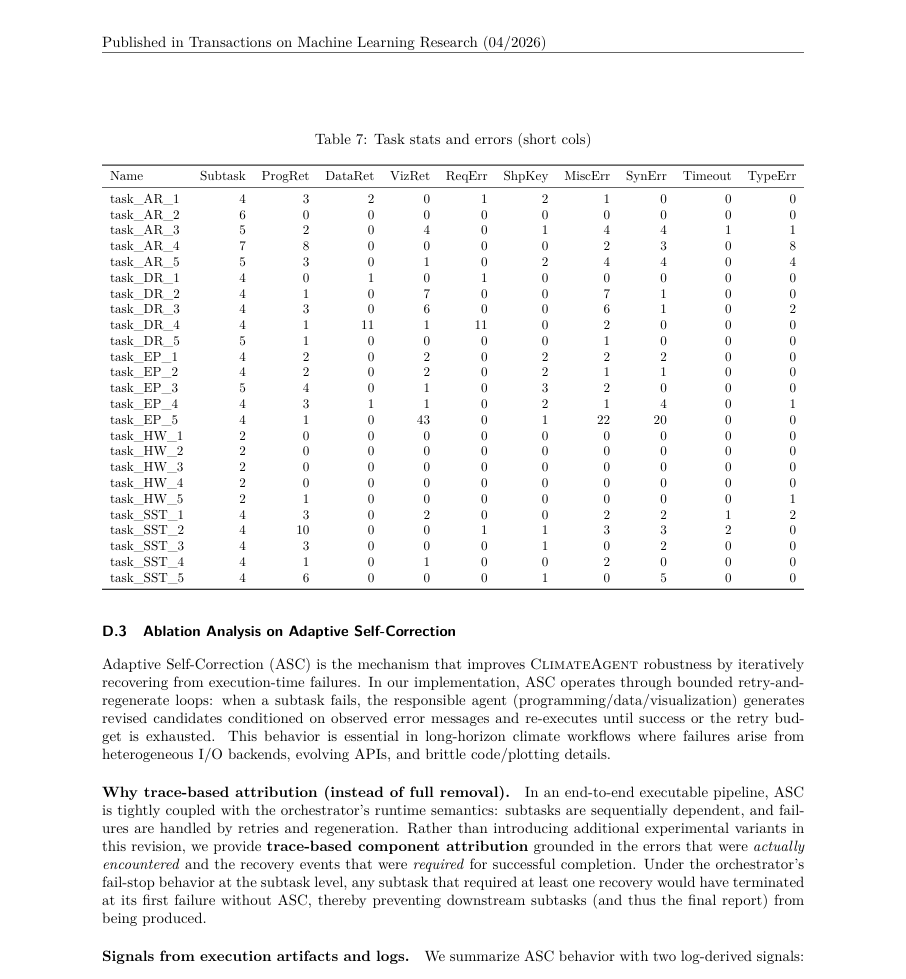 Published in Transactions on Machine Learning Research (04/2026)
Table 7: Task stats and errors (short cols)
Name Subtask ProgRet DataRet VizRet ReqErr ShpKey MiscErr SynErr Timeout TypeErr
task_AR_1 4 3 2 0 1 2 1 0 0 0
task_AR_2 6 0 0 0 0 0 0 0 0 0
task_AR_3 5 2 0 4 0 1 4 4 1 1
task_AR_4 7 8 0 0 0 0 2 3 0 8
task_AR_5 5 3 0 1 0 2 4 4 0 4
task_DR_1 4 0 1 0 1 0 0 0 0 0
task_DR_2 4 1 0 7 0 0 7 1 0 0
task_DR_3 4 3 0 6 0 0 6 1 0 2
task_DR_4 4 1 11 1 11 0 2 0 0 0
task_DR_5 5 1 0 0 0 0 1 0 0 0
task_EP_1 4 2 0 2 0 2 2 2 0 0
task_EP_2 4 2 0 2 0 2 1 1 0 0
task_EP_3 5 4 0 1 0 3 2 0 0 0
task_EP_4 4 3 1 1 0 2 1 4 0 1
task_EP_5 4 1 0 43 0 1 22 20 0 0
task_HW_1 2 0 0 0 0 0 0 0 0 0
task_HW_2 2 0 0 0 0 0 0 0 0 0
task_HW_3 2 0 0 0 0 0 0 0 0 0
task_HW_4 2 0 0 0 0 0 0 0 0 0
task_HW_5 2 1 0 0 0 0 0 0 0 1
task_SST_1 4 3 0 2 0 0 2 2 1 2
task_SST_2 4 10 0 0 1 1 3 3 2 0
task_SST_3 4 3 0 0 0 1 0 2 0 0
task_SST_4 4 1 0 1 0 0 2 0 0 0
task_SST_5 4 6 0 0 0 1 0 5 0 0
D.3 Ablation Analysis on Adaptive Self-Correction
Adaptive Self-Correction (ASC) is the mechanism that improves CLIMATEAGENT robustness by iteratively
recovering from execution-time failures. In our implementation, ASC operates through bounded retry-and-
regenerate loops: when a subtask fails, the responsible agent (programming/data/visualization) generates
revised candidates conditioned on observed error messages and re-executes until success or the retry bud-
get is exhausted. This behavior is essential in long-horizon climate workflows where failures arise from
heterogeneous I/O backends, evolving APIs, and brittle code/plotting details.
Why trace-based attribution (instead of full removal). In an end-to-end executable pipeline, ASC
is tightly coupled with the orchestrator's runtime semantics: subtasks are sequentially dependent, and fail-
ures are handled by retries and regeneration. Rather than introducing additional experimental variants in
this revision, we provide trace-based component attribution grounded in the errors that were actually
encountered and the recovery events that were required for successful completion. Under the orchestrator's
fail-stop behavior at the subtask level, any subtask that required at least one recovery would have terminated
at its first failure without ASC, thereby preventing downstream subtasks (and thus the final report) from
being produced.
Signals from execution artifacts and logs. We summarize ASC behavior with two log-derived signals: